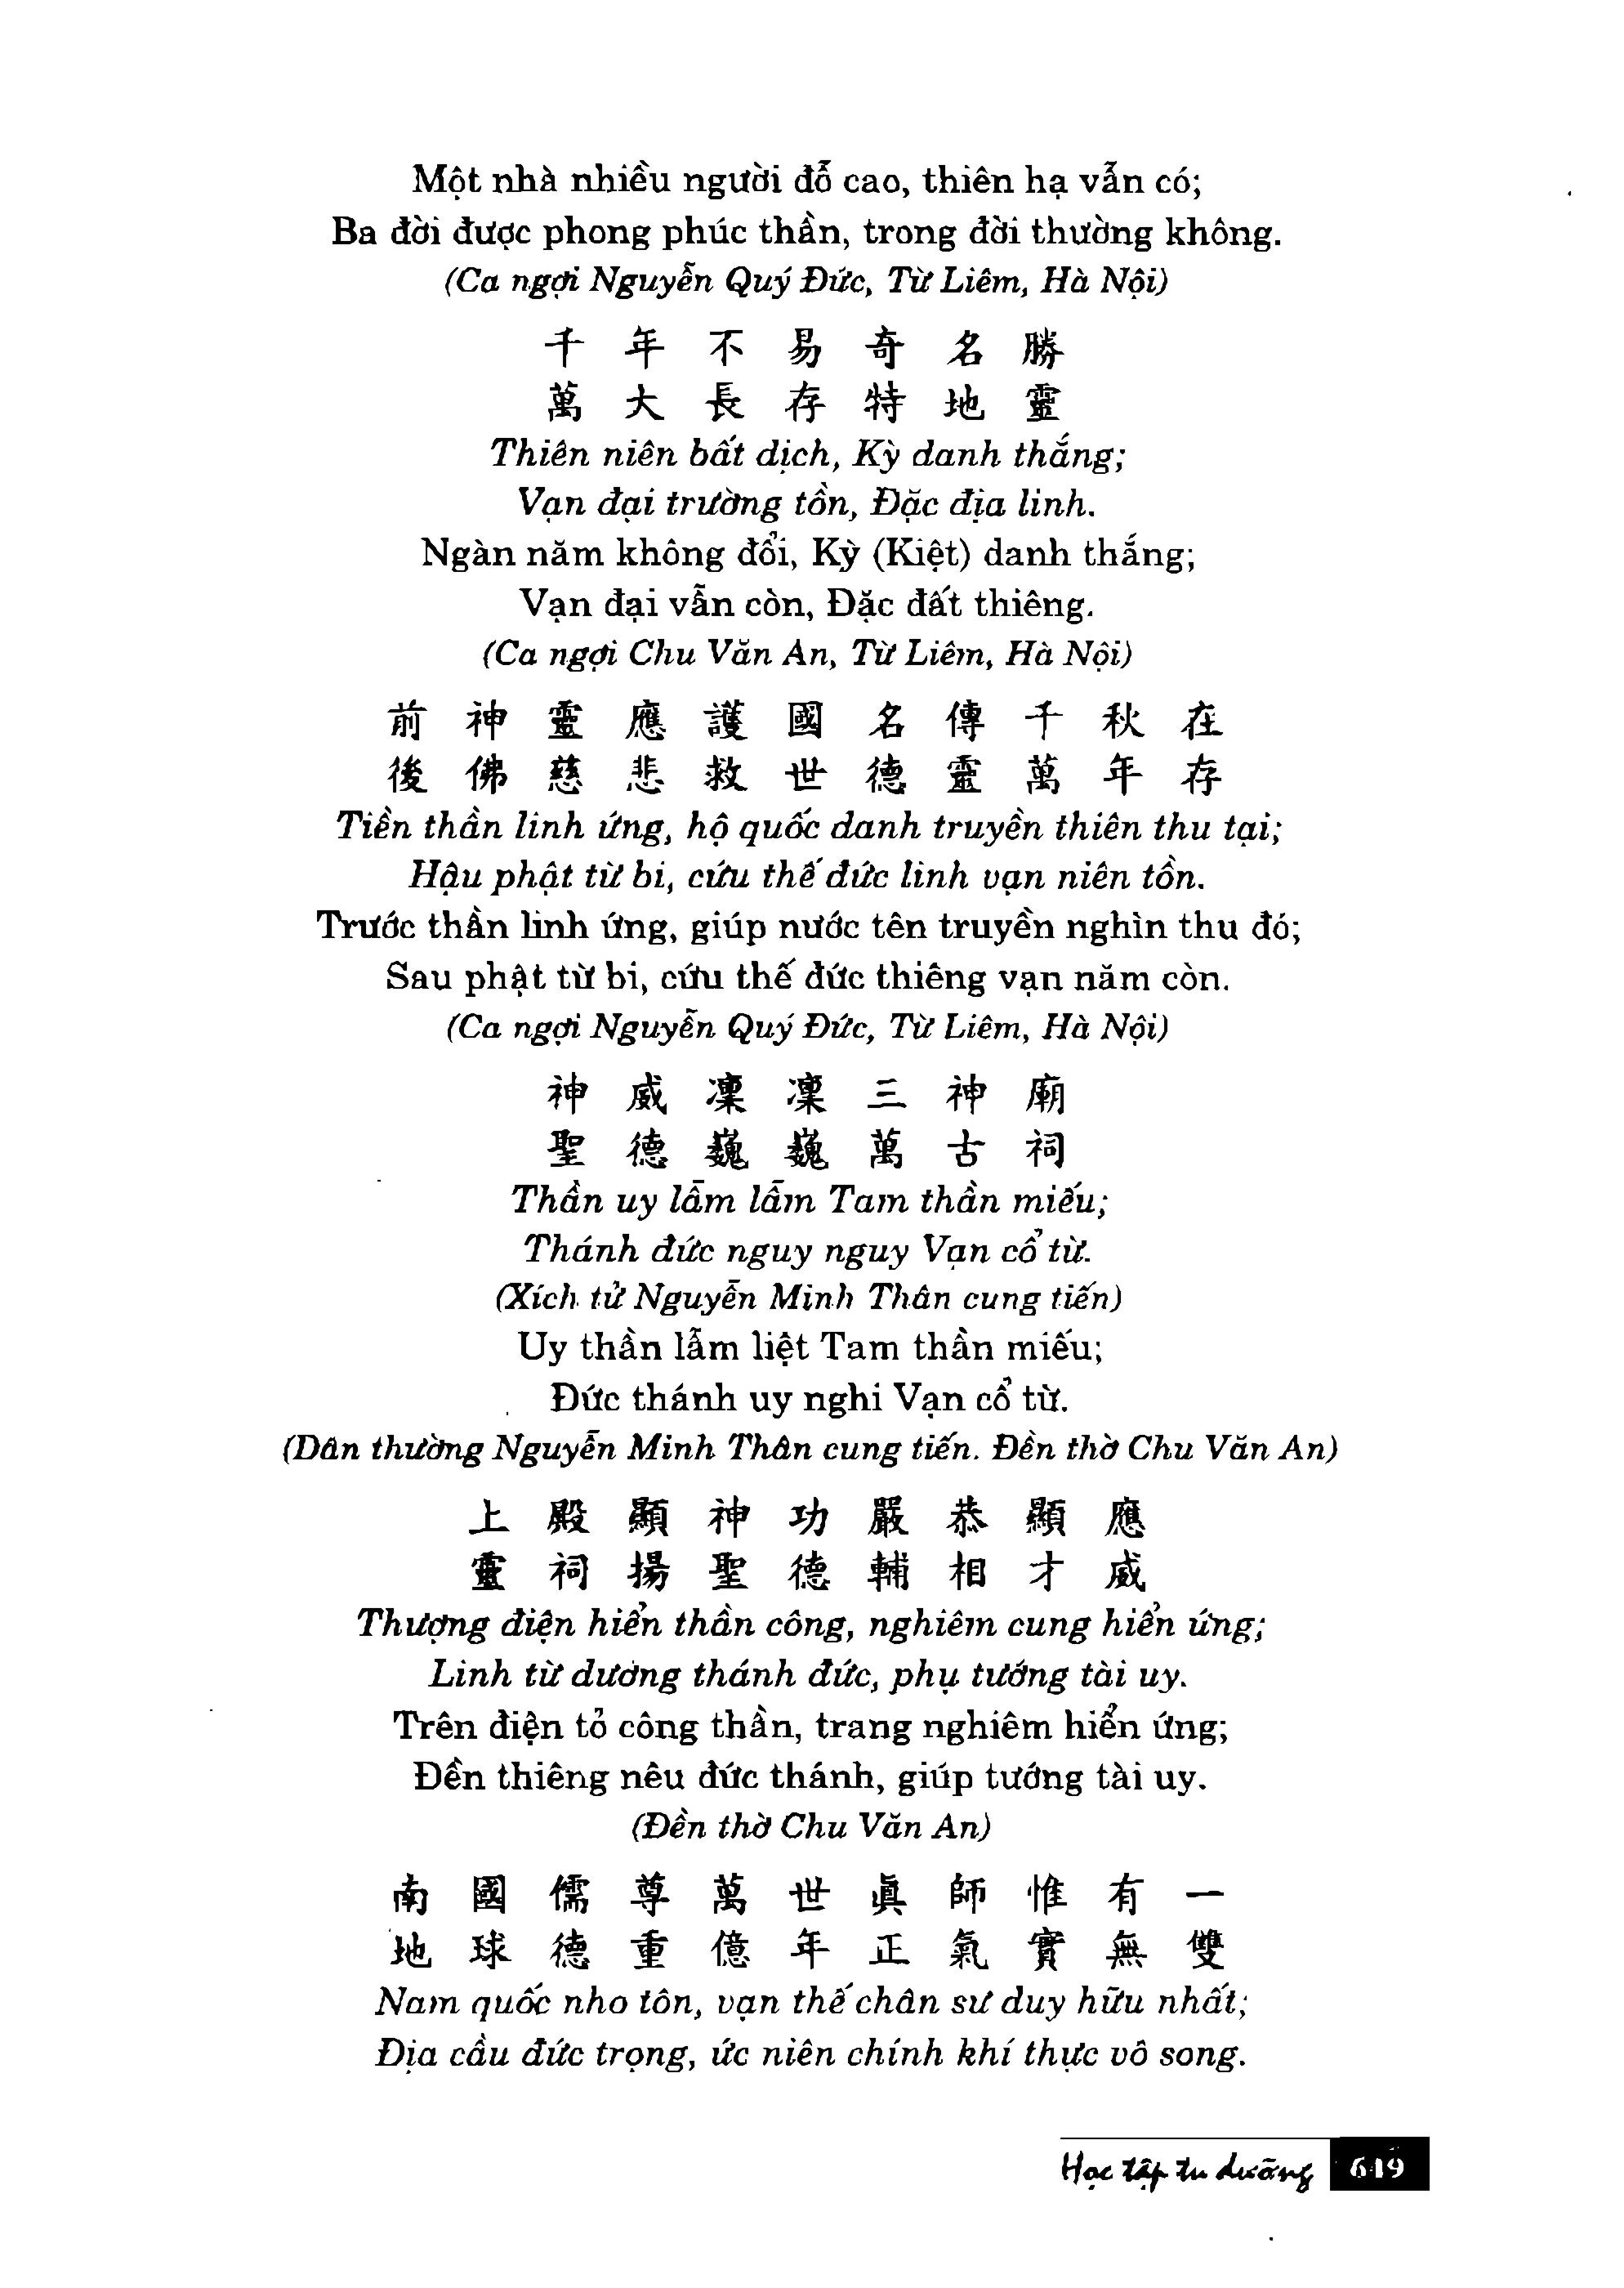 Một nhà nhiều người đỗ cao, thiên hạ vẫn có;
Ba đời được phong phúc thần, trong đời thường không.
(Ca ngợi Nguyễn Quý Đức, Từ Liêm, Hà Nội)
千年不易奇名勝
萬大長存特地靈
Thiên niên bất dịch, Kỳ danh thắng;
Vạn đại trường tồn, Đặc địa linh.
Ngàn năm không đổi, Kỳ (Kiệt) danh thắng;
Vạn đại vẫn còn, Đặc đất thiêng.
(Ca ngợi Chu Văn An, Từ Liêm, Hà Nội)
前神靈應護國名傳千秋在
後佛慈悲救世德靈萬年存
Tiền thần linh ứng, hộ quốc danh truyền thiên thu tại;
Hậu phật từ bi, cứu thế đức linh vạn niên tồn.
Trước thần linh ứng, giúp nước tên truyền nghìn thu đó;
Sau phật từ bi, cứu thế đức thiêng vạn năm còn.
(Ca ngợi Nguyễn Quý Đức, Từ Liêm, Hà Nội)
神威凜凜三神廟
聖德巍巍萬古祠
Thần uy lẫm lẫm Tam thần miếu;
Thánh đức nguy nguy Vạn cổ từ.
(Xích tử Nguyễn Minh Thân cung tiến)
Uy thần lẫm liệt Tam thần miếu;
Đức thánh uy nghi Vạn cổ từ.
(Dân thường Nguyễn Minh Thân cung tiến. Đền thờ Chu Văn An)
上殿顯神功嚴恭顯應
靈祠揚聖德輔相才威
Thượng điện hiển thần công, nghiêm cung hiển ứng;
Linh từ dương thánh đức, phụ tướng tài uy.
Trên điện tỏ công thần, trang nghiêm hiển ứng;
Đền thiêng nêu đức thánh, giúp tướng tài uy.
(Đền thờ Chu Văn An)
南國儒尊萬世眞師惟有一
地球德重億年正氣實無雙
Nam quốc nho tôn, vạn thế chân sư duy hữu nhất;
Địa cầu đức trọng, ức niên chính khí thực vô song.
Học tập tu dưỡng 649